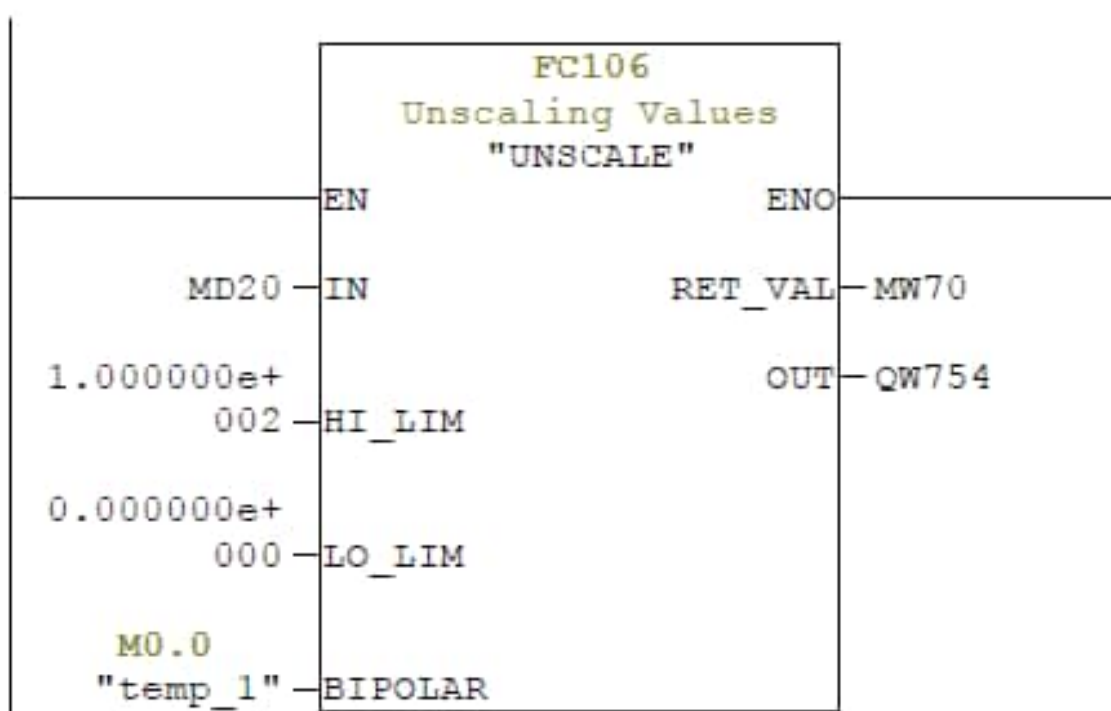 FC106
Unscaling Values
"UNSCALE"
EN ENO
MD20 IN RET_VAL MW70
1.000000e+ OUT QW754
002 HI_LIM
0.000000e+
000 LO_LIM
M0.0
"temp_1" BIPOLAR